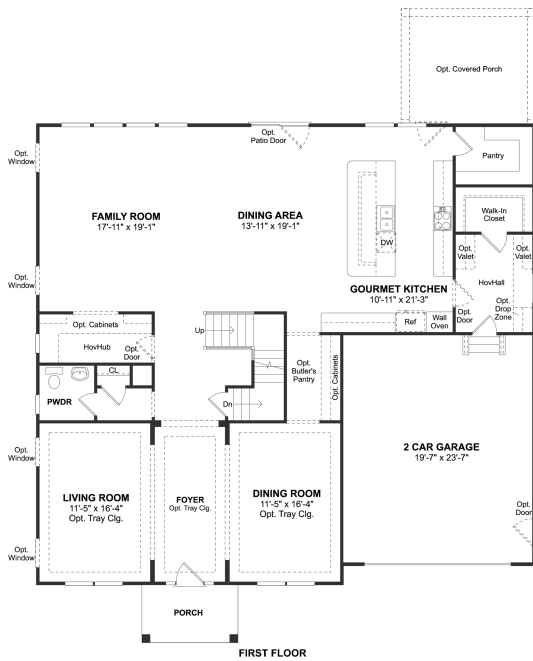 Opt. Covered Porch
Opt.
Patio Door
Opt.
Window
Pantry
FAMILY ROOM
17'-11" x 19'-1"
DINING AREA
13'-11" x 19'-1"
Walk-In
Closet
DW
Opt.
Valet
Opt.
Valet
HovHall
Opt.
Window
GOURMET KITCHEN
10'-11" x 21'-3"
Opt.
Door
Opt.
Drop
Zone
Ref
Wall
Oven
Opt. Cabinets
Up
HovHub
Opt.
Door
Opt.
Butler's
Pantry
Opt. Cabinets
CL
PWDR
Dn
Opt.
Window
2 CAR GARAGE
19'-7" x 23'-7"
LIVING ROOM
11'-5" x 16'-4"
Opt. Tray Clg.
FOYER
Opt. Tray Clg.
DINING ROOM
11'-5" x 16'-4"
Opt. Tray Clg.
Opt.
Door
Opt.
Window
PORCH
FIRST FLOOR